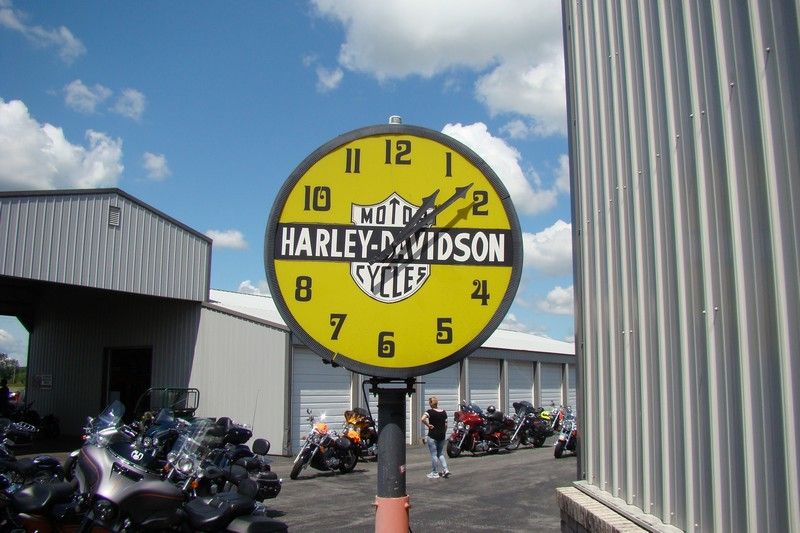 12
11 1
10 2
MOTOR
HARLEY-DAVIDSON
CYCLES
8 4
7 5
6